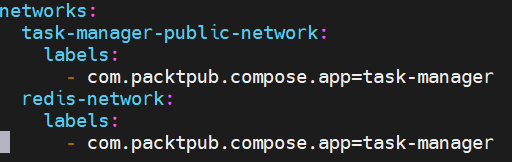 networks:
  task-manager-public-network:
    labels:
      - com.packtpub.compose.app=task-manager
  redis-network:
    labels:
      - com.packtpub.compose.app=task-manager